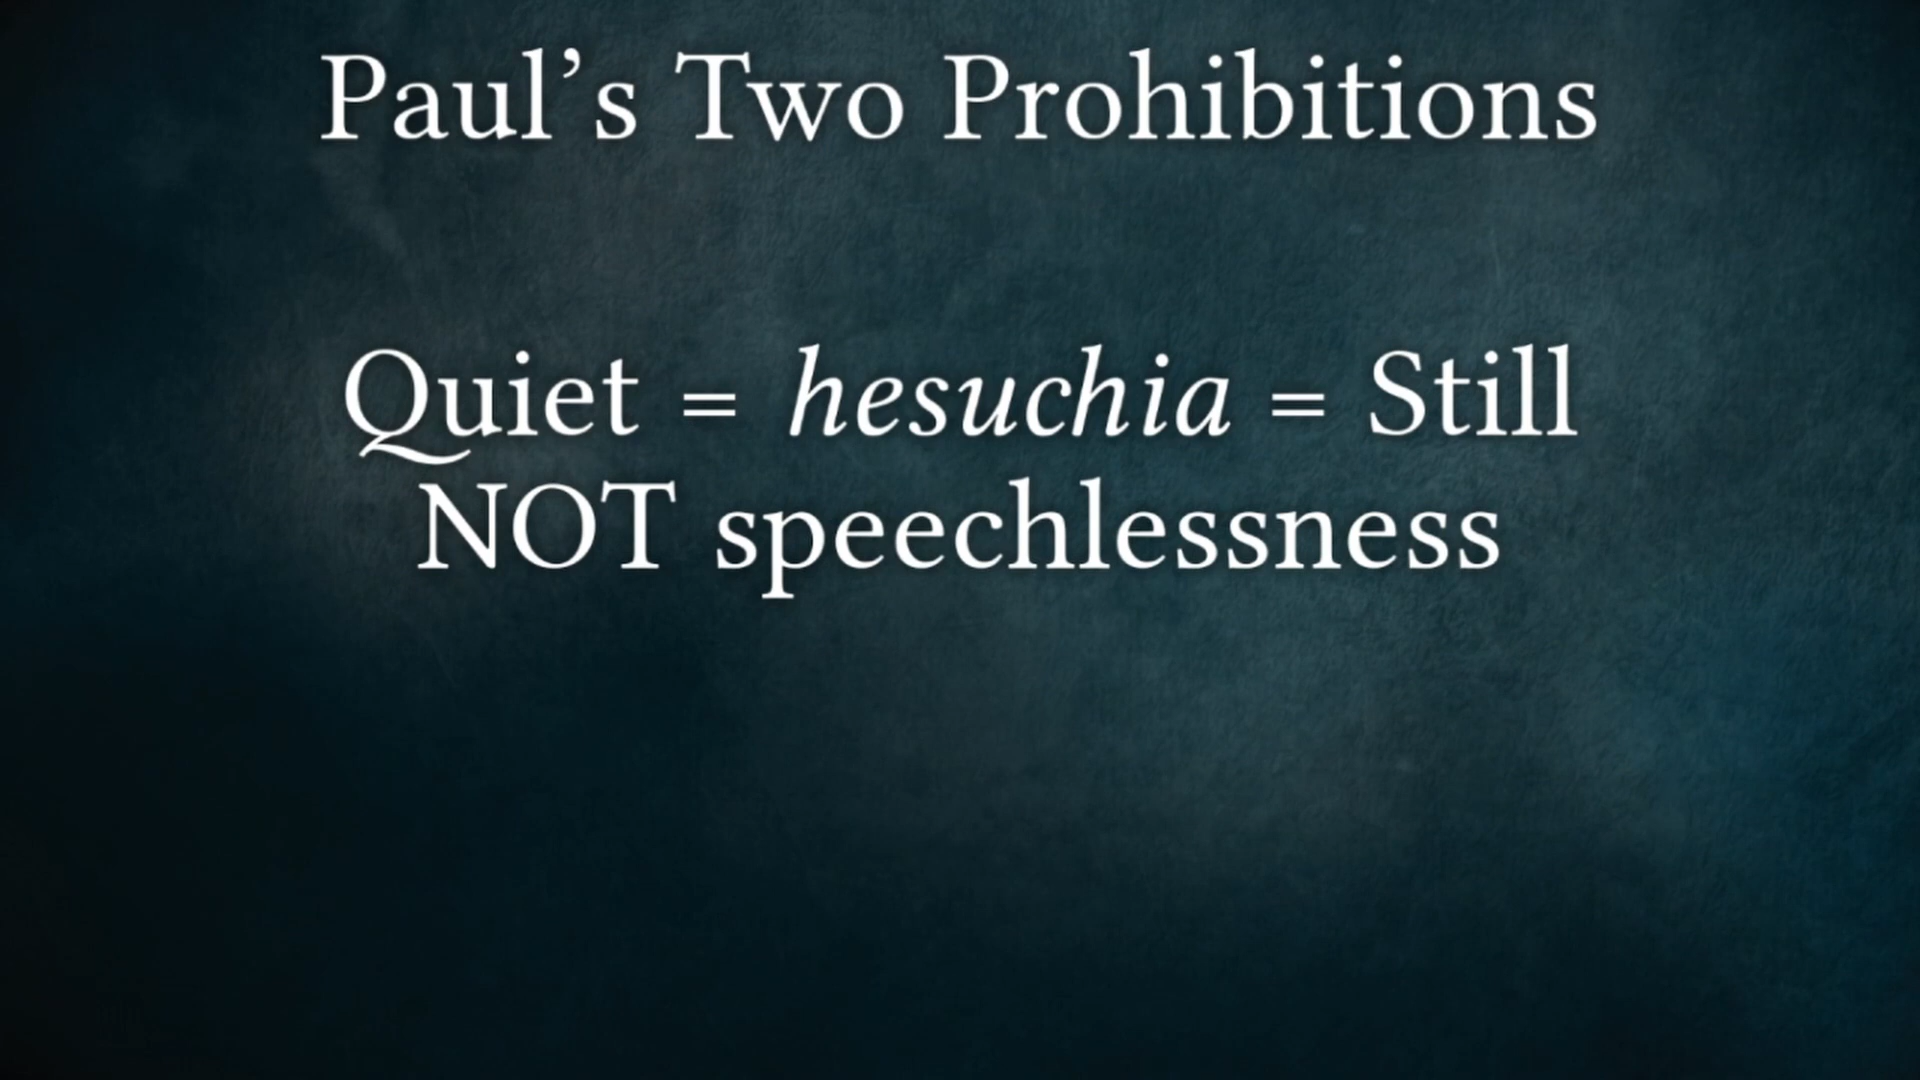 Paul’s Two Prohibitions
Quiet = hesuchia = Still
NOT speechlessness